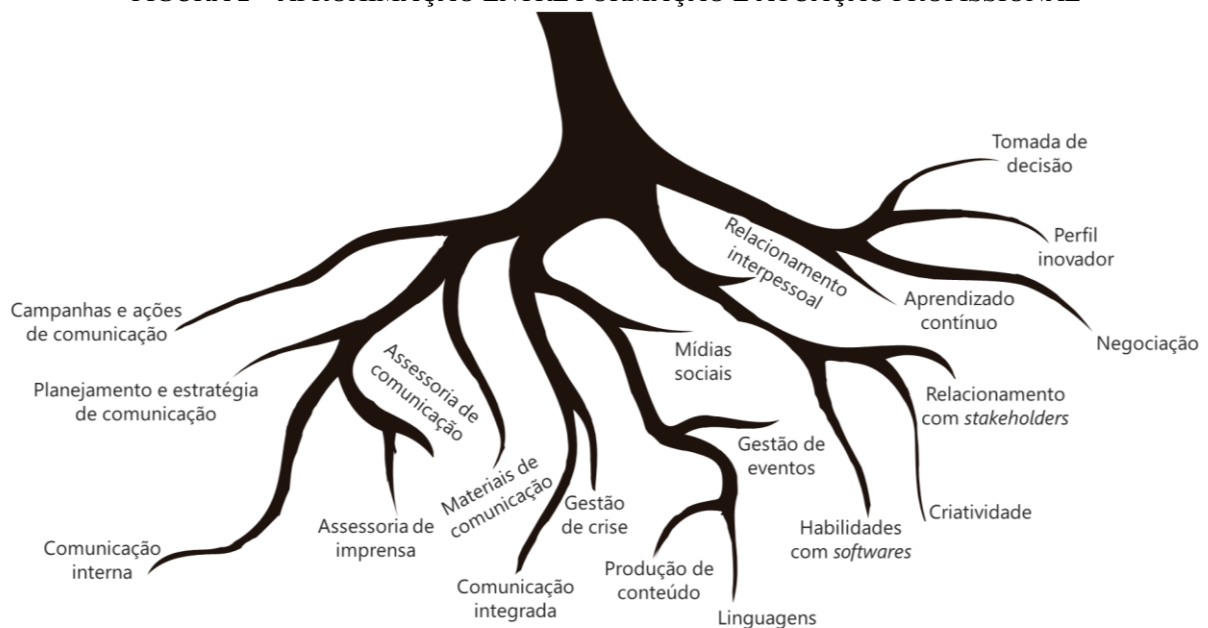 Tomada de
decisão
Perfil
inovador
Relacionamento
interpessoal
Aprendizado
contínuo
Negociação
Campanhas e ações
de comunicação
Mídias
sociais
Planejamento e estratégia
de comunicação
Assessoria de
comunicação
Relacionamento
com stakeholders
Gestão de
eventos
Materiais de
comunicação
Gestão
de crise
Criatividade
Assessoria de
imprensa
Habilidades
com softwares
Comunicação
interna
Comunicação
integrada
Produção de
conteúdo
Linguagens